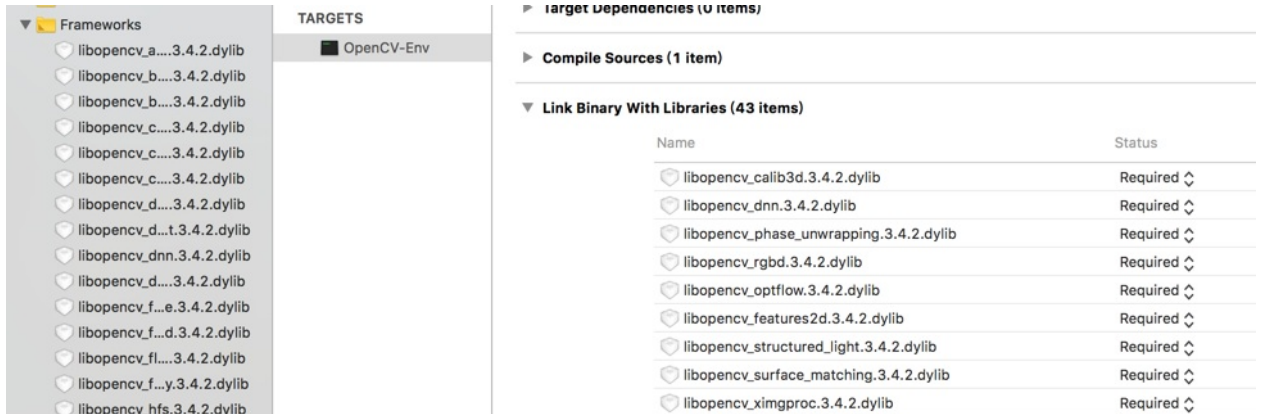 Frameworks
libopencv_a....3.4.2.dylib
libopencv_b....3.4.2.dylib
libopencv_b....3.4.2.dylib
libopencv_c....3.4.2.dylib
libopencv_c....3.4.2.dylib
libopencv_c....3.4.2.dylib
libopencv_d....3.4.2.dylib
libopencv_d...t.3.4.2.dylib
libopencv_dnn.3.4.2.dylib
libopencv_d....3.4.2.dylib
libopencv_f...e.3.4.2.dylib
libopencv_f...d.3.4.2.dylib
libopencv_fl....3.4.2.dylib
libopencv_f...y.3.4.2.dylib
libopencv_hfs.3.4.2.dylib
TARGETS
OpenCV-Env
Target Dependencies (0 items)
Compile Sources (1 item)
Link Binary With Libraries (43 items)
Name Status
libopencv_calib3d.3.4.2.dylib Required
libopencv_dnn.3.4.2.dylib Required
libopencv_phase_unwrapping.3.4.2.dylib Required
libopencv_rgbd.3.4.2.dylib Required
libopencv_optflow.3.4.2.dylib Required
libopencv_features2d.3.4.2.dylib Required
libopencv_structured_light.3.4.2.dylib Required
libopencv_surface_matching.3.4.2.dylib Required
libopencv_ximgproc.3.4.2.dylib Required